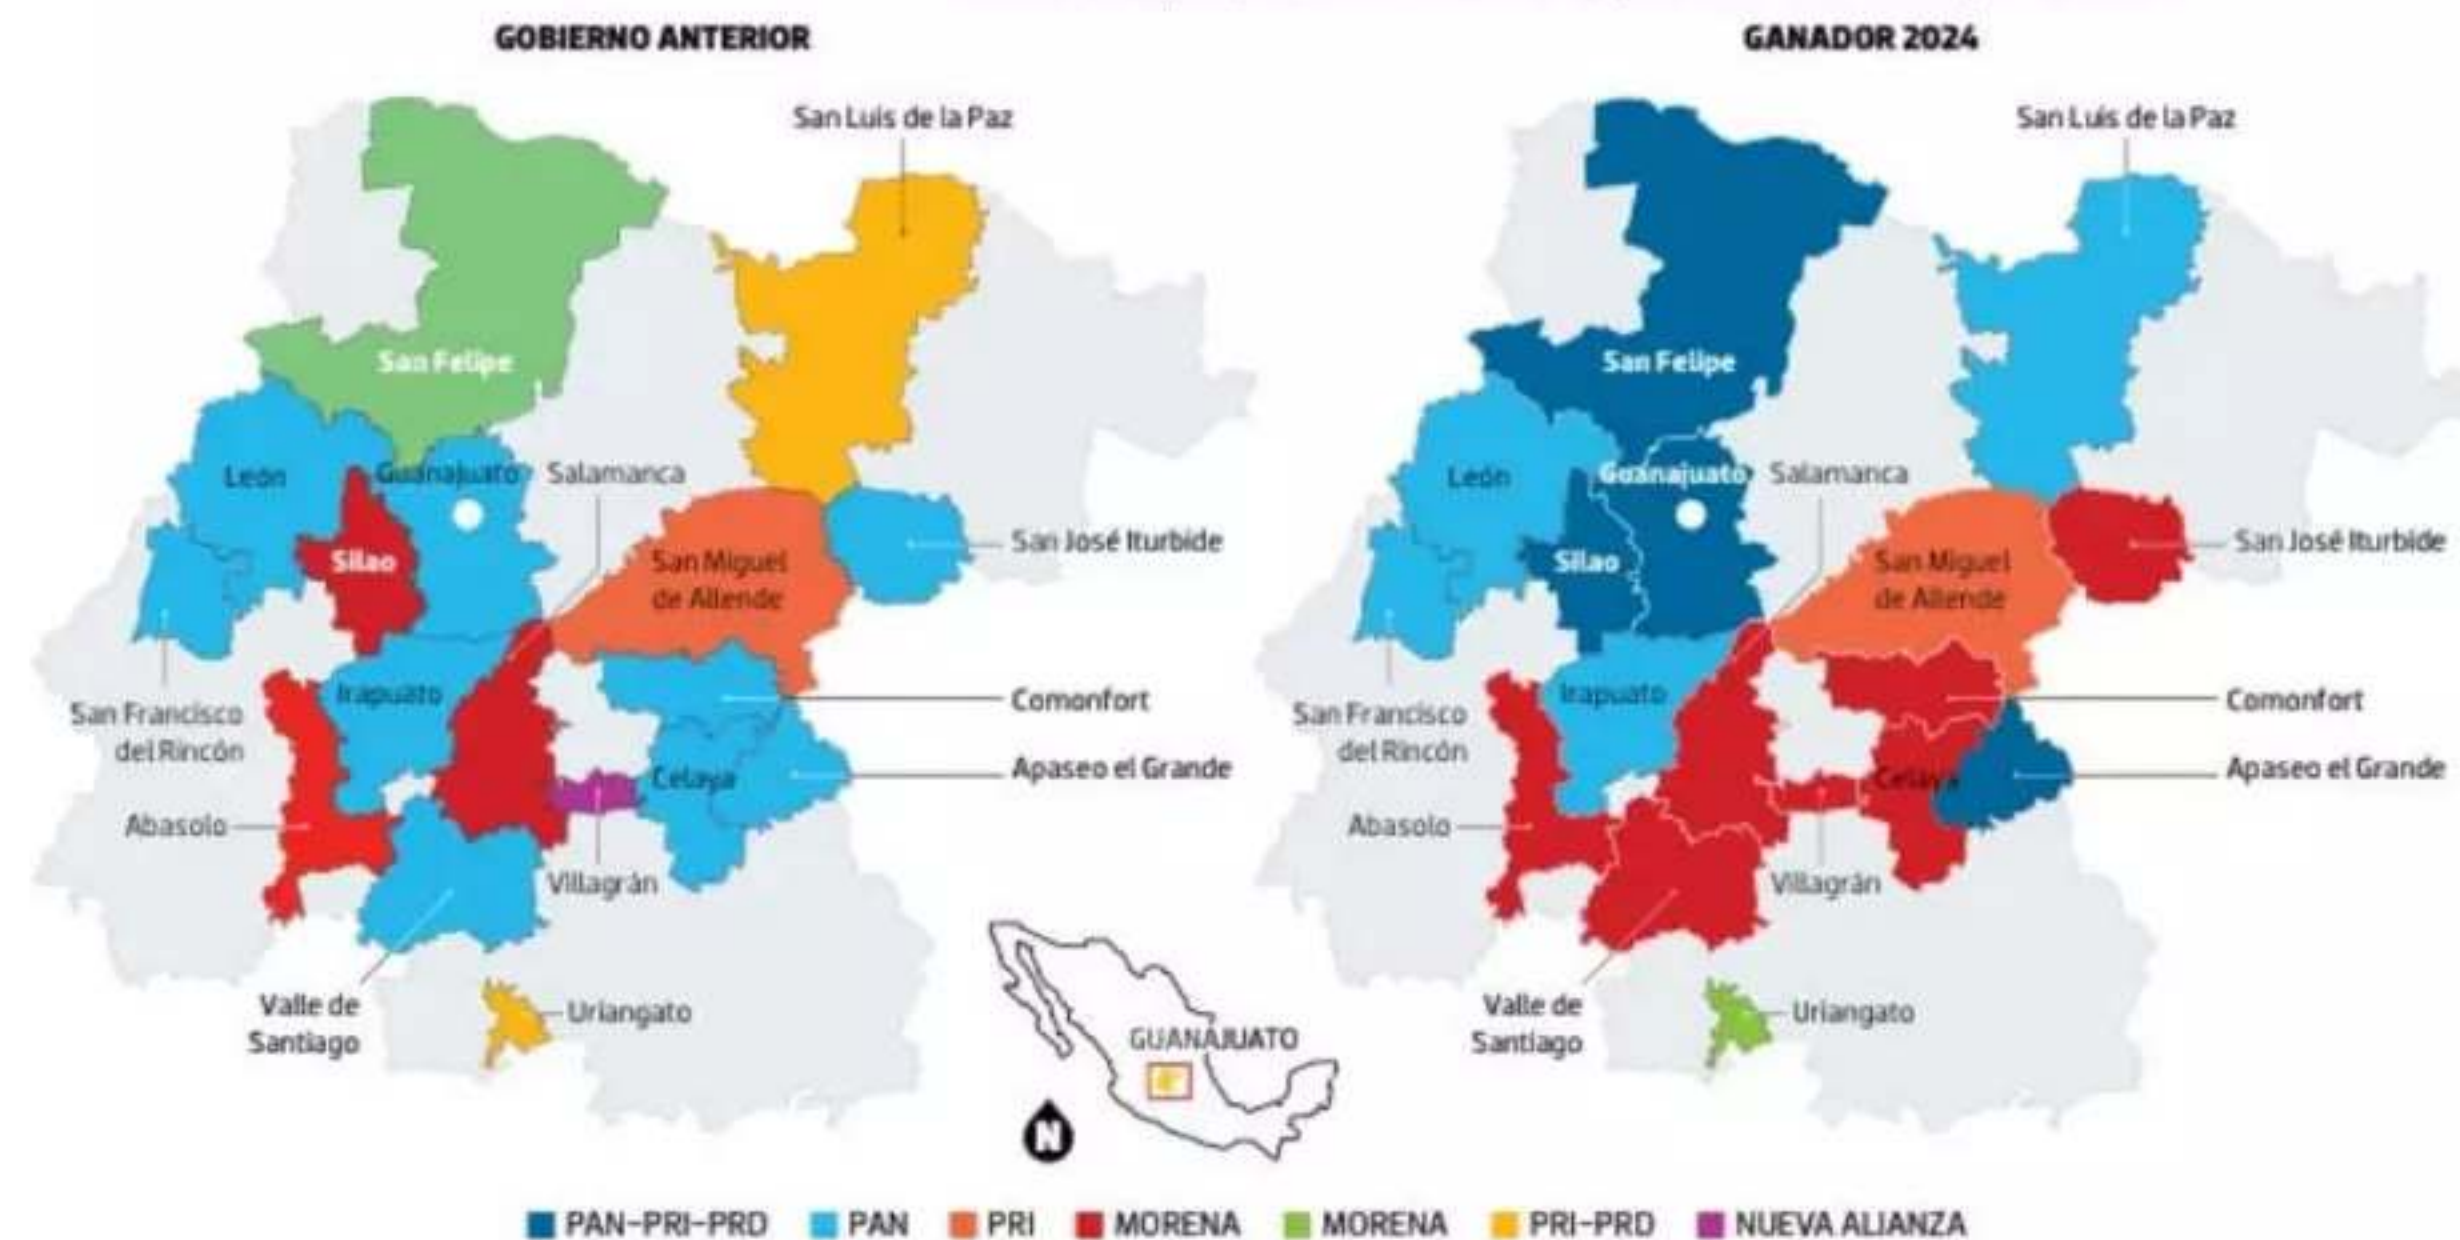 GOBIERNO ANTERIOR
San Luis de la Paz
San Felipe
León
Guanajuato
Salamanca
Silao
San Miguel
de Allende
San José Iturbide
San Francisco
del Rincón
Irapuato
Comonfort
Celaya
Apaseo el Grande
Abasolo
Villagrán
Valle de
Santiago
Uriangato
GANADOR 2024
San Luis de la Paz
San Felipe
León
Guanajuato
Salamanca
Silao
San Miguel
de Allende
San José Iturbide
San Francisco
del Rincón
Irapuato
Comonfort
Celaya
Apaseo el Grande
Abasolo
Villagrán
Valle de
Santiago
Uriangato
GUANAJUATO
N
PAN-PRI-PRD PAN PRI MORENA MORENA PRI-PRD NUEVA ALIANZA